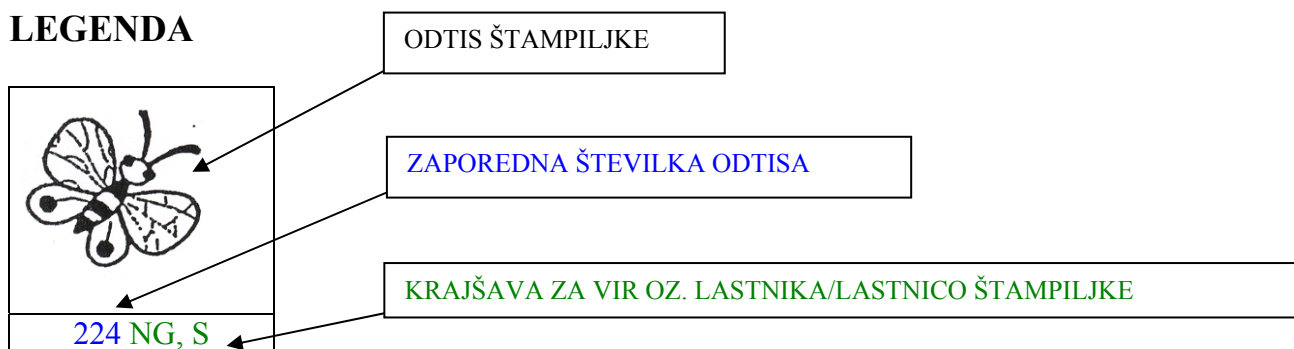 LEGENDA
ODTIS ŠTAMPILJKE
ZAPOREDNA ŠTEVILKA ODTISA
KRAJŠAVA ZA VIR OZ. LASTNIKA/LASTNICO ŠTAMPILJKE
224 NG, S